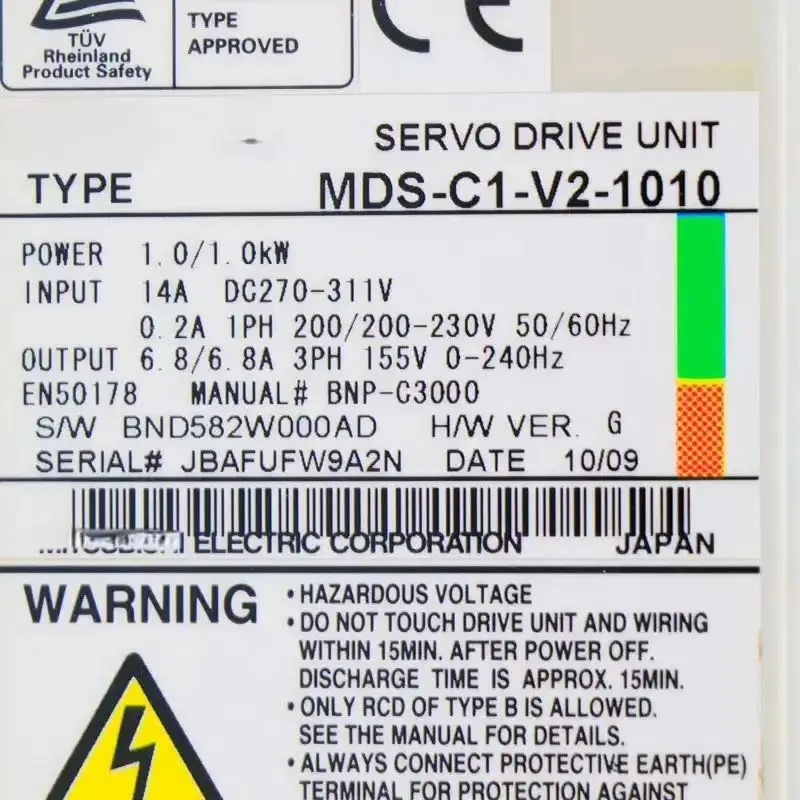 TÜV
Rheinland
Product Safety
TYPE
APPROVED
CE
SERVO DRIVE UNIT
TYPE MDS-C1-V2-1010
POWER 1.0/1.0kW
INPUT 14A DC270-311V
0.2A 1PH 200/200-230V 50/60Hz
OUTPUT 6.8/6.8A 3PH 155V 0-240Hz
EN50178 MANUAL# BNP-C3000
S/W BND582W000AD H/W VER. G
SERIAL# JBAFUFW9A2N DATE 10/09
ELECTRIC CORPORATION JAPAN
WARNING
• HAZARDOUS VOLTAGE
• DO NOT TOUCH DRIVE UNIT AND WIRING
WITHIN 15MIN. AFTER POWER OFF.
DISCHARGE TIME IS APPROX. 15MIN.
• ONLY RCD OF TYPE B IS ALLOWED.
SEE THE MANUAL FOR DETAILS.
• ALWAYS CONNECT PROTECTIVE EARTH(PE)
TERMINAL FOR PROTECTION AGAINST